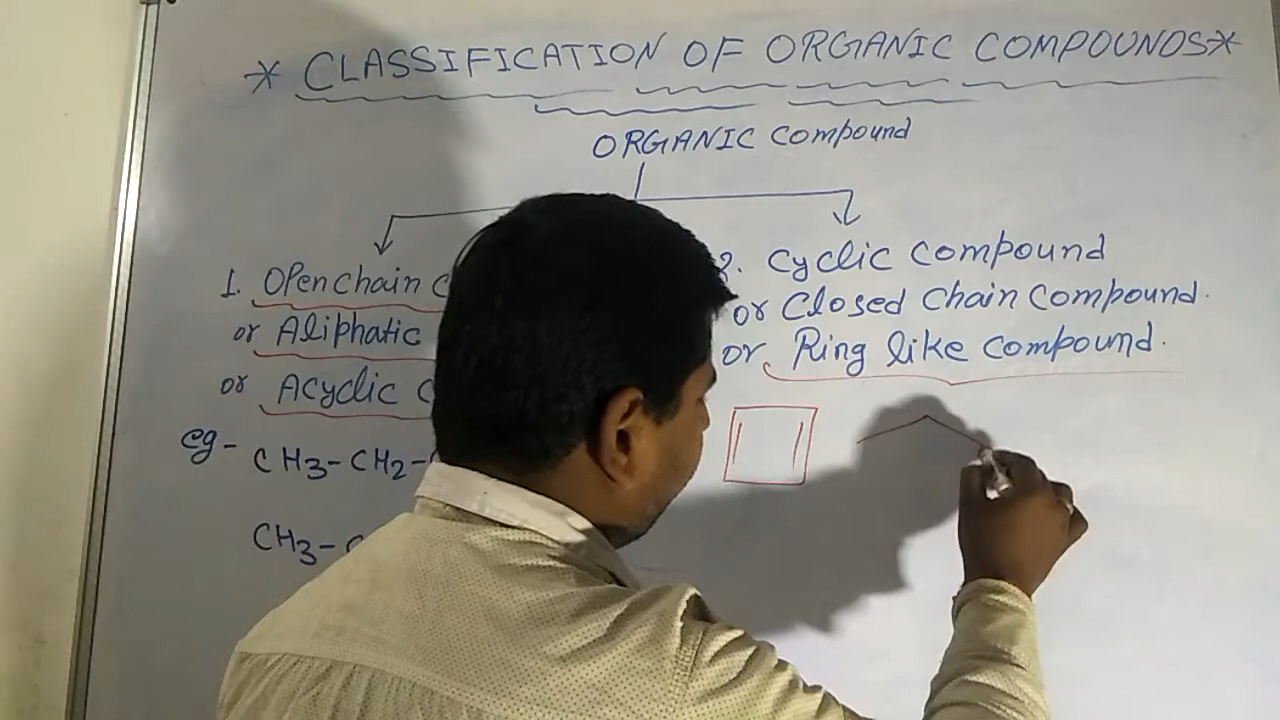 * CLASSIFICATION OF ORGANIC COMPOUNDS *
ORGANIC Compound
1. Openchain C
or Aliphatic
or Acyclic C
eg- CH3-CH2-
CH3-
2. Cyclic Compound
or Closed Chain Compound.
or Ring like Compound.